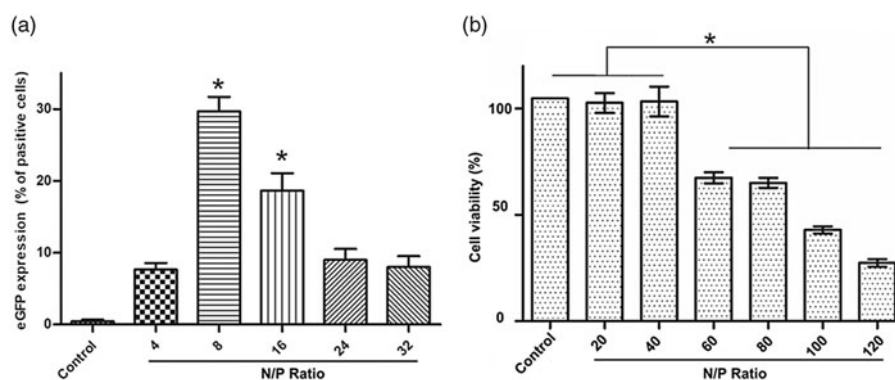 (a)
eGFP expression (% of pasitive cells)
30
20
10
0
*
*
Control
4
8
16
24
32
N/P Ratio
(b)
Cell viability (%)
100
50
0
*
Control
20
40
60
80
100
120
N/P Ratio